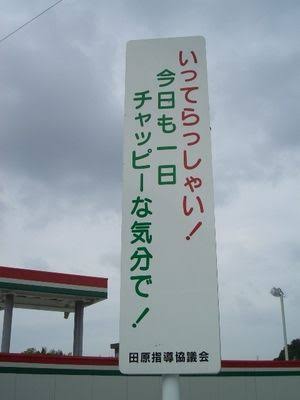 いってらっしゃい!
今日も一日
チャッピーな気分で!
田原指導協議会